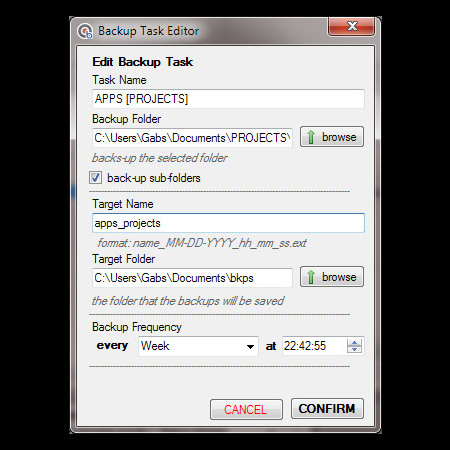 Backup Task Editor
Edit Backup Task
Task Name
APPS [PROJECTS]
Backup Folder
C:\Users\Gabs\Documents\PROJECTS\
browse
backs-up the selected folder
back-up sub-folders
Target Name
apps_projects
format: name_MM-DD-YYYY_hh_mm_ss.ext
Target Folder
C:\Users\Gabs\Documents\bkps
browse
the folder that the backups will be saved
Backup Frequency
every Week at 22:42:55
CANCEL CONFIRM